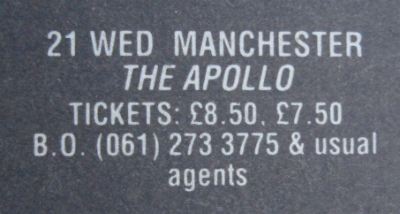 21 WED MANCHESTER
THE APOLLO
TICKETS: £8.50, £7.50
B.O. (061) 273 3775 & usual
agents